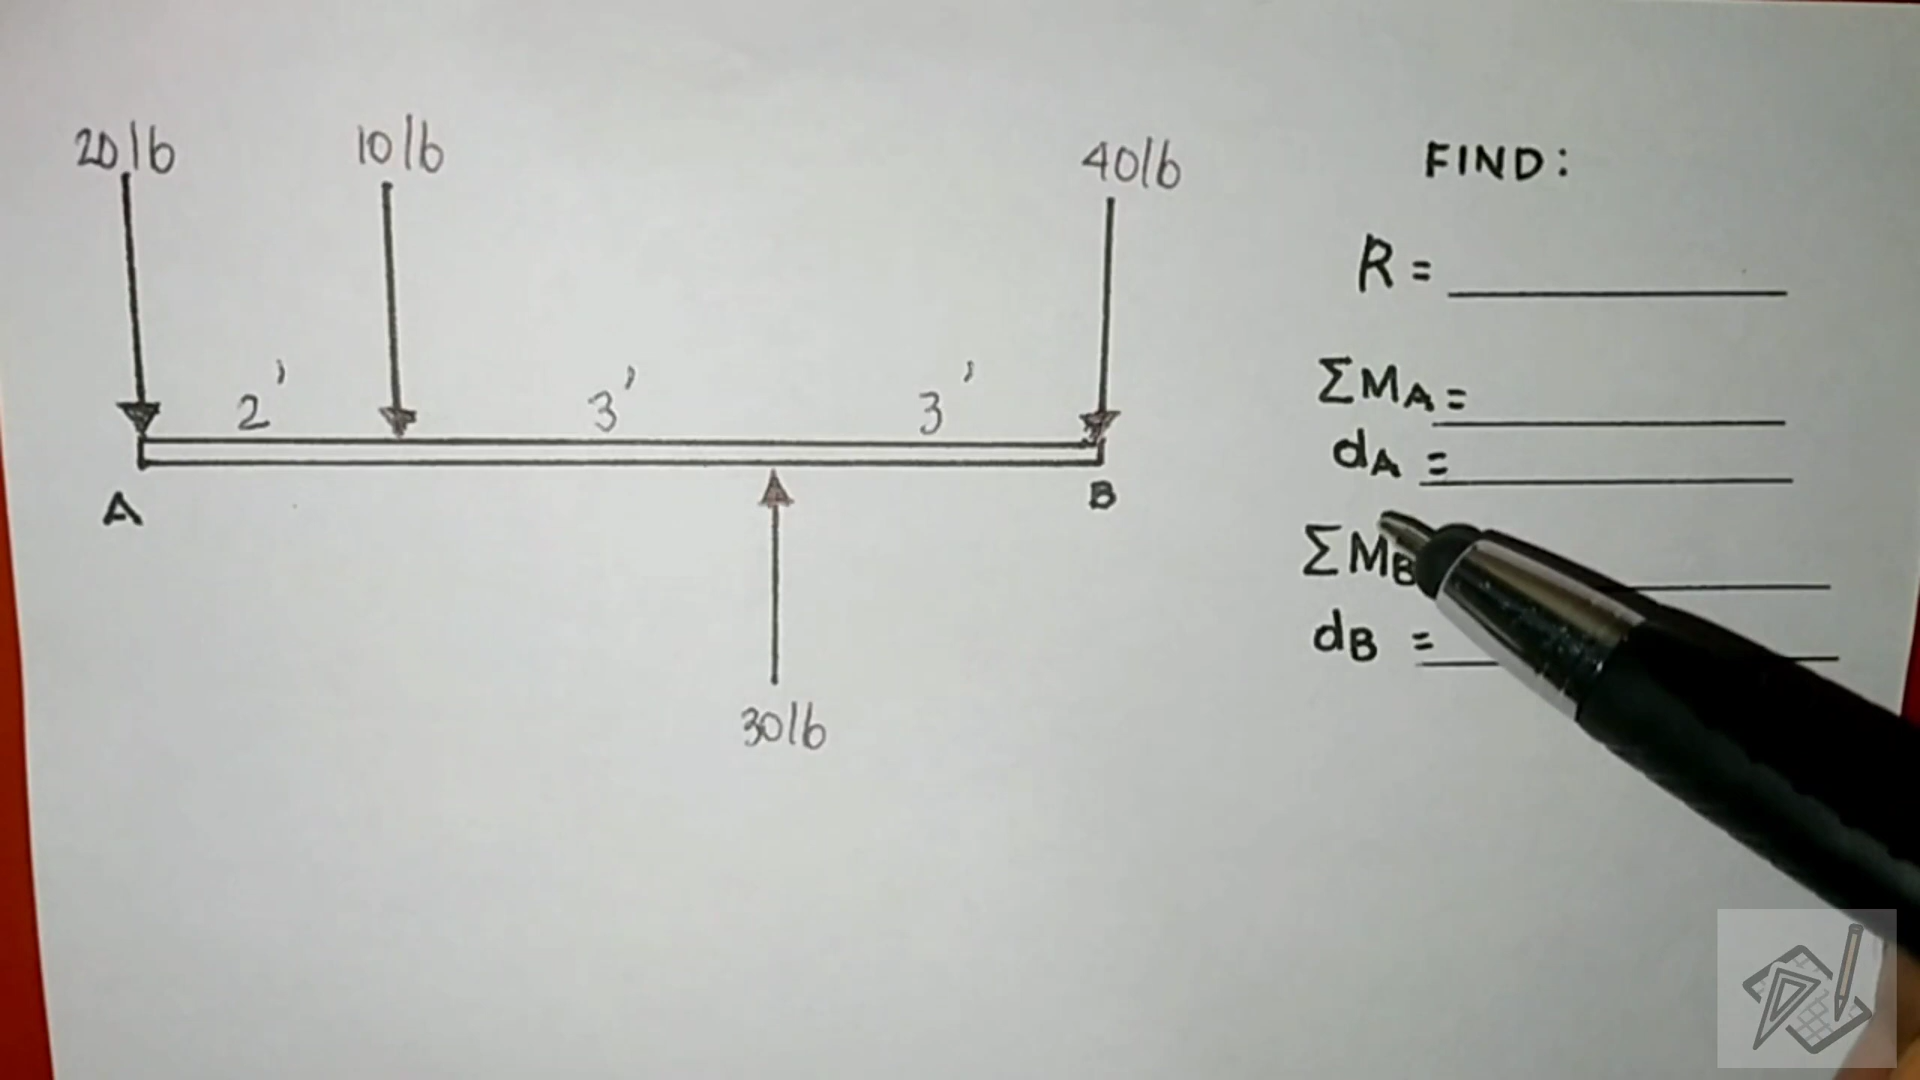 20lb 10lb 40lb
2' 3' 3'
A B
30lb
FIND:
R =
ΣMA =
dA =
ΣMB
dB =